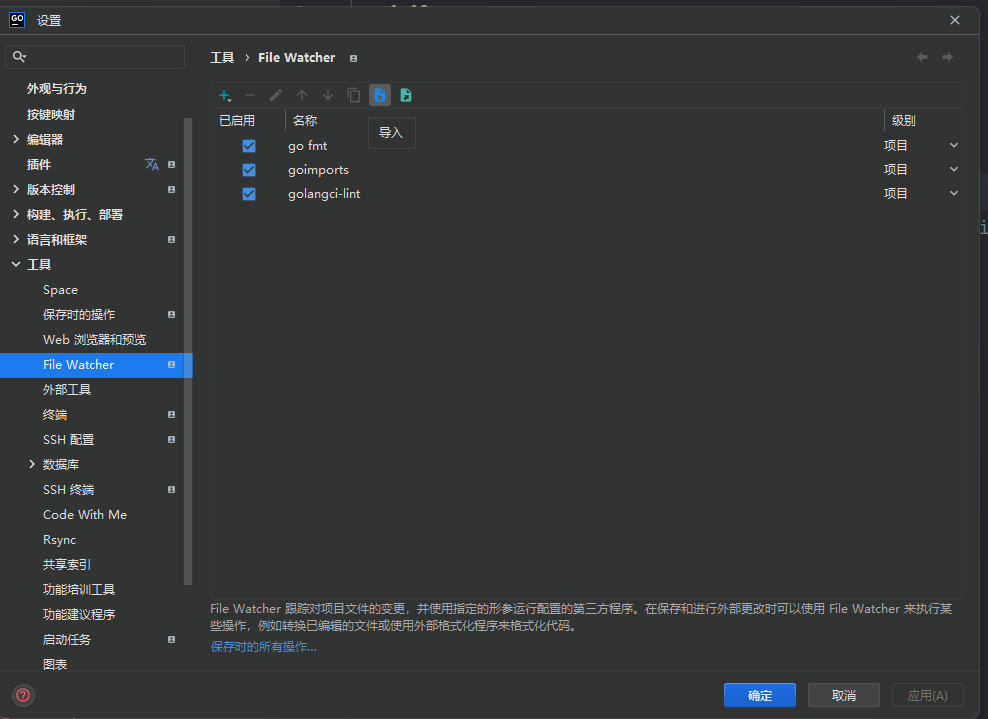 GO 设置
工具 › File Watcher
外观与行为
按键映射
编辑器
插件
版本控制
构建、执行、部署
语言和框架
工具
Space
保存时的操作
Web 浏览器和预览
File Watcher
外部工具
终端
SSH 配置
数据库
SSH 终端
Code With Me
Rsync
共享索引
功能培训工具
功能建议程序
启动任务
图表
已启用 名称 级别
导入
go fmt 项目
goimports 项目
golangci-lint 项目
File Watcher 跟踪对项目文件的变更，并使用指定的形参运行配置的第三方程序。在保存和进行外部更改时可以使用 File Watcher 来执行某
些操作，例如转换已编辑的文件或使用外部格式化程序来格式化代码。
保存时的所有操作...
确定 取消 应用(A)